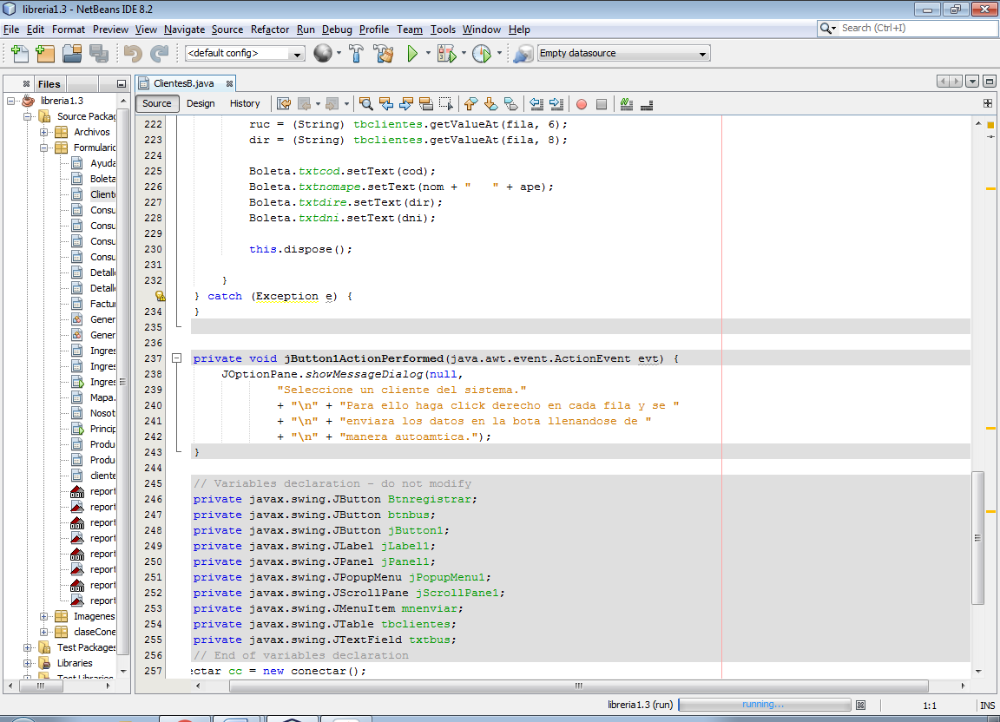 libreria1.3 - NetBeans IDE 8.2
File Edit Format Preview View Navigate Source Refactor Run Debug Profile Team Tools Window Help
Search (Ctrl+I)
<default config>
Empty datasource
Files
ClientesB.java
Source Design History
libreria1.3
Source Packag
Archivos
Formulario
Ayuda
Boleta
Cliente
Consu
Consu
Consu
Consu
Detall
Detall
Factur
Gener
Gener
Ingres
Ingres
Ingres
Mapa.
Nosot
Princip
Produ
Produ
cliente
report
report
report
report
report
report
report
report
Imagenes
claseCone
Test Packages
Libraries
Test Libraries
222 ruc = (String) tbclientes.getValueAt(fila, 6);
223 dir = (String) tbclientes.getValueAt(fila, 8);
224
225 Boleta.txtcod.setText(cod);
226 Boleta.txtnomape.setText(nom + "   " + ape);
227 Boleta.txtdire.setText(dir);
228 Boleta.txtdni.setText(dni);
229
230 this.dispose();
231
232 }
} catch (Exception e) {
234 }
235
236
237 private void jButton1ActionPerformed(java.awt.event.ActionEvent evt) {
238 JOptionPane.showMessageDialog(null,
239 "Seleccione un cliente del sistema."
240 + "\n" + "Para ello haga click derecho en cada fila y se "
241 + "\n" + "enviara los datos en la bota llenandose de "
242 + "\n" + "manera autoamtica.");
243 }
244
245 // Variables declaration - do not modify
246 private javax.swing.JButton Btnregistrar;
247 private javax.swing.JButton btnbus;
248 private javax.swing.JButton jButton1;
249 private javax.swing.JLabel jLabel1;
250 private javax.swing.JPanel jPanel1;
251 private javax.swing.JPopupMenu jPopupMenu1;
252 private javax.swing.JScrollPane jScrollPane1;
253 private javax.swing.JMenuItem mnenviar;
254 private javax.swing.JTable tbclientes;
255 private javax.swing.JTextField txtbus;
256 // End of variables declaration
257 ectar cc = new conectar();
libreria1.3 (run) running... 1:1 INS